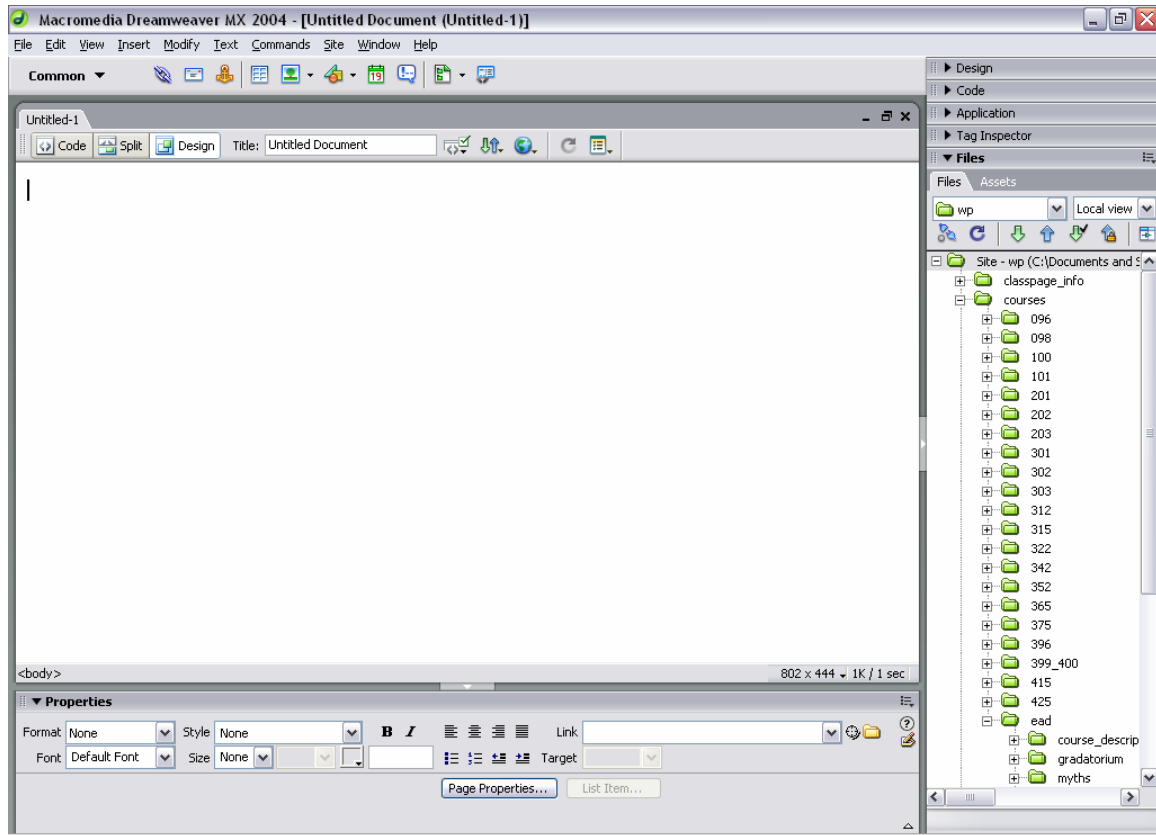 Macromedia Dreamweaver MX 2004 - [Untitled Document (Untitled-1)]
File Edit View Insert Modify Text Commands Site Window Help
Common
19
Untitled-1
Code Split Design Title: Untitled Document
<body>
802 x 444 1K / 1 sec
Properties
Format None Style None B I Link
Font Default Font Size None Target
Page Properties... List Item...
Design
Code
Application
Tag Inspector
Files
Files Assets
wp Local view
Site - wp (C:\Documents and S
classpage_info
courses
096
098
100
101
201
202
203
301
302
303
312
315
322
342
352
365
375
396
399_400
415
425
ead
course_descrip
gradatorium
myths